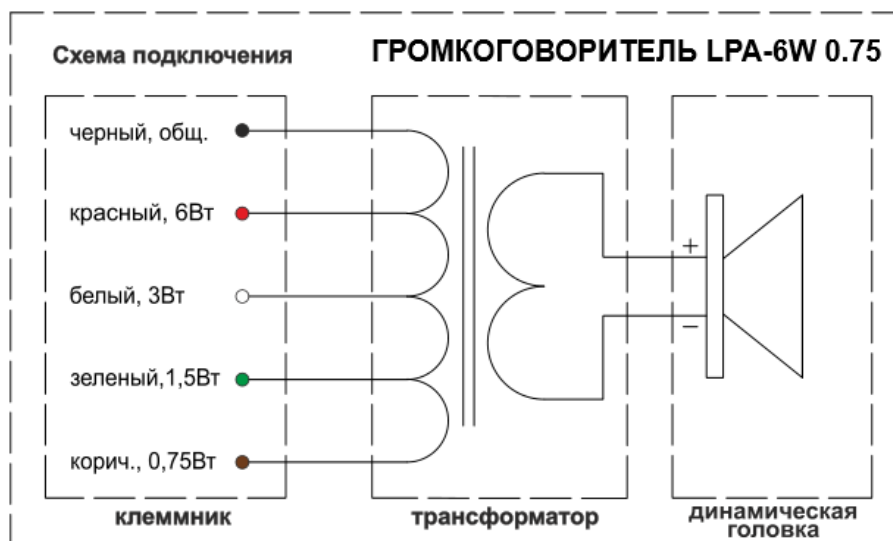 Схема подключения
ГРОМКОГОВОРИТЕЛЬ LPA-6W 0.75
черный, общ.
красный, 6Вт
белый, 3Вт
зеленый,1,5Вт
корич., 0,75Вт
+
−
клеммник
трансформатор
динамическая
головка